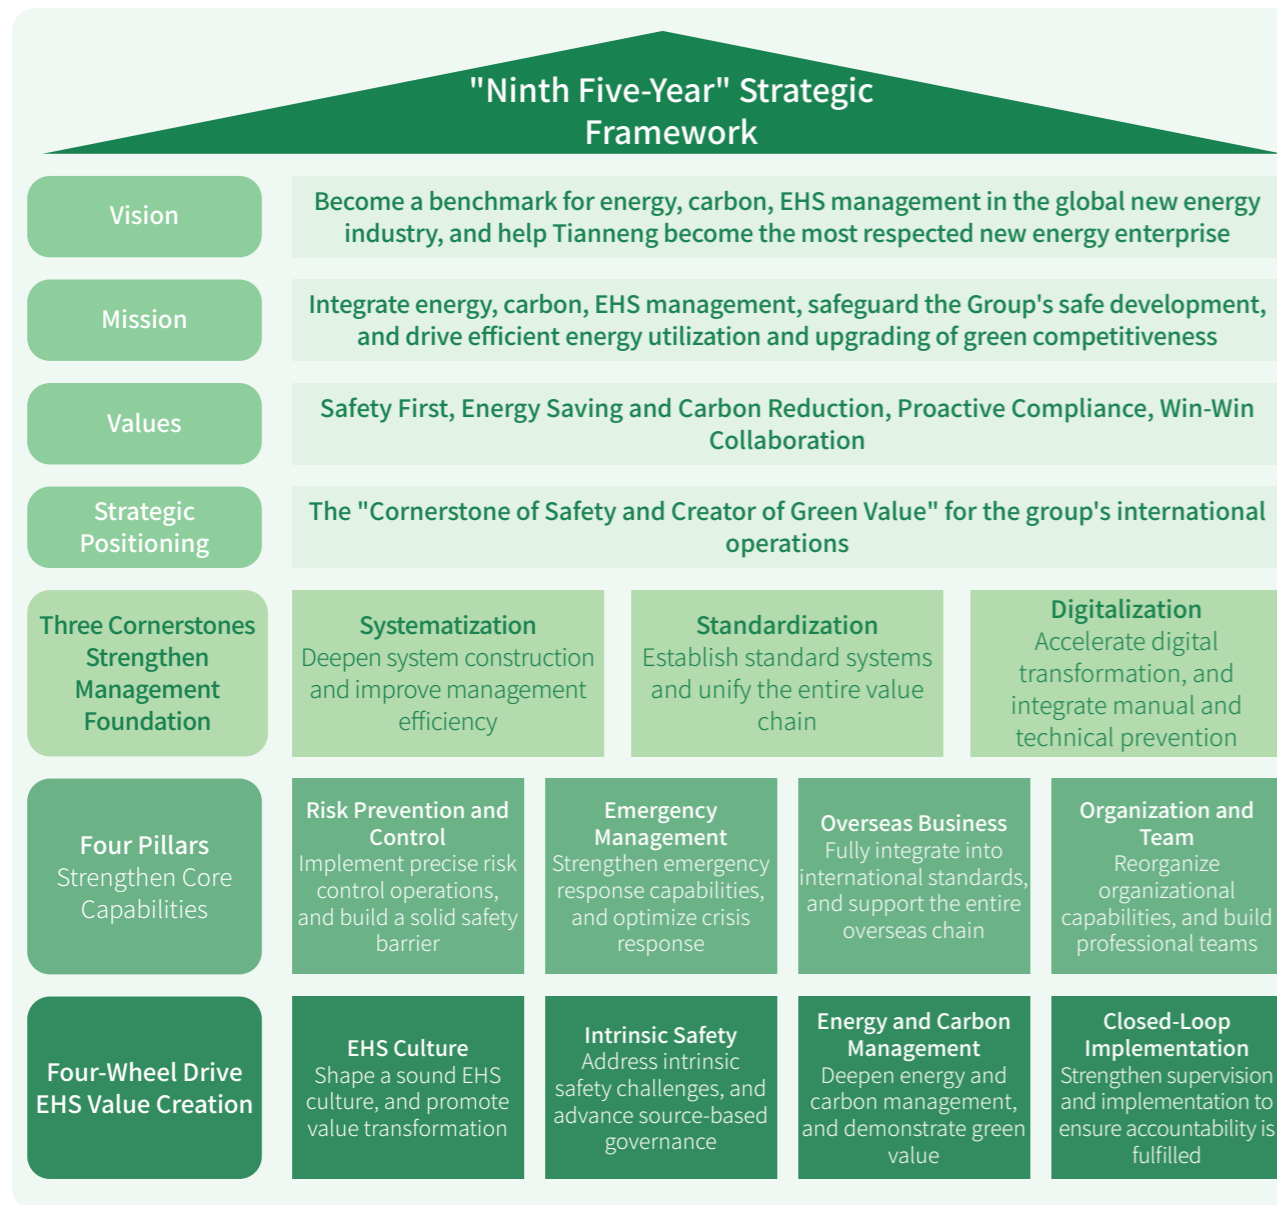 "Ninth Five-Year" Strategic
Framework
Vision
Become a benchmark for energy, carbon, EHS management in the global new energy
industry, and help Tianneng become the most respected new energy enterprise
Mission
Integrate energy, carbon, EHS management, safeguard the Group's safe development,
and drive efficient energy utilization and upgrading of green competitiveness
Values
Safety First, Energy Saving and Carbon Reduction, Proactive Compliance, Win-Win
Collaboration
Strategic
Positioning
The "Cornerstone of Safety and Creator of Green Value" for the group's international
operations
Three Cornerstones
Strengthen
Management
Foundation
Systematization
Deepen system construction
and improve management
efficiency
Standardization
Establish standard systems
and unify the entire value
chain
Digitalization
Accelerate digital
transformation, and
integrate manual and
technical prevention
Four Pillars
Strengthen Core
Capabilities
Risk Prevention and
Control
Implement precise risk
control operations,
and build a solid safety
barrier
Emergency
Management
Strengthen emergency
response capabilities,
and optimize crisis
response
Overseas Business
Fully integrate into
international standards,
and support the entire
overseas chain
Organization and
Team
Reorganize
organizational
capabilities, and build
professional teams
Four-Wheel Drive
EHS Value Creation
EHS Culture
Shape a sound EHS
culture, and promote
value transformation
Intrinsic Safety
Address intrinsic
safety challenges, and
advance source-based
governance
Energy and Carbon
Management
Deepen energy and
carbon management,
and demonstrate green
value
Closed-Loop
Implementation
Strengthen supervision
and implementation to
ensure accountability is
fulfilled